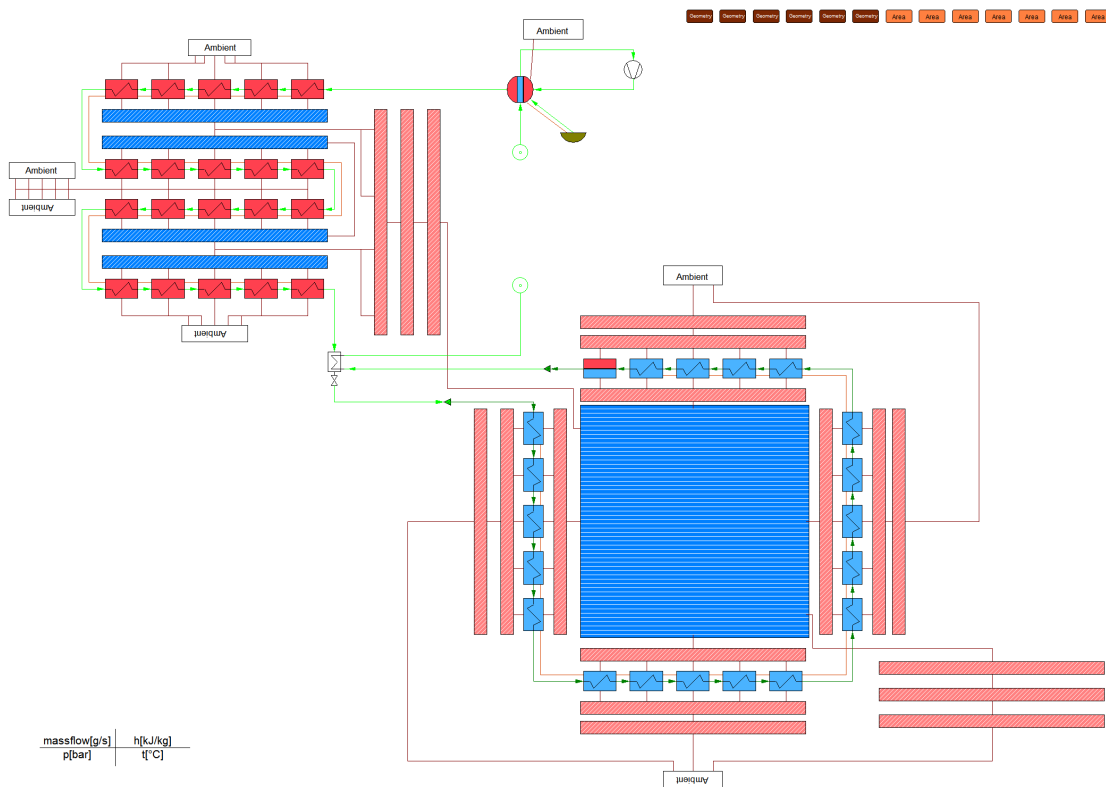 Geometry Geometry Geometry Geometry Geometry Geometry Area Area Area Area Area Area Area
Ambient
Ambient
Ambient
Ambient
Ambient
Ambient
Ambient
massflow[g/s] h[kJ/kg]
p[bar] t[°C]